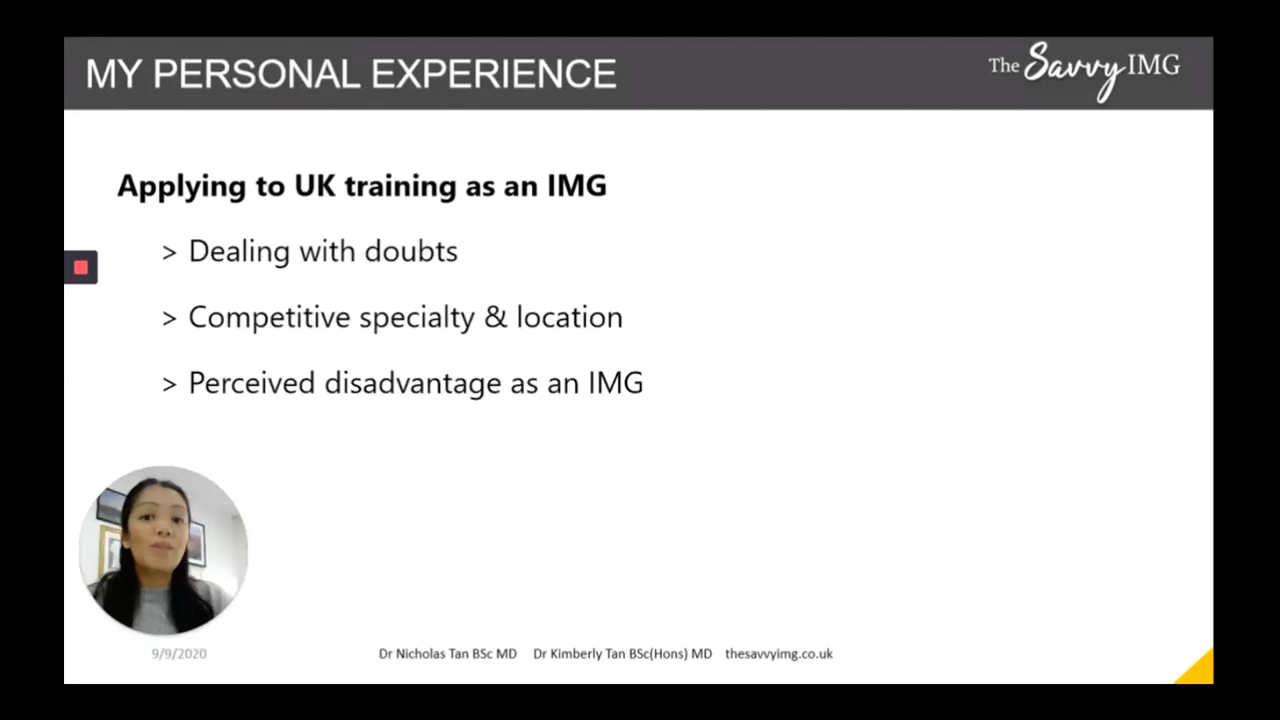 MY PERSONAL EXPERIENCE
The Savvy IMG
Applying to UK training as an IMG
> Dealing with doubts
> Competitive specialty & location
> Perceived disadvantage as an IMG
9/9/2020 Dr Nicholas Tan BSc MD Dr Kimberly Tan BSc(Hons) MD thesavvyimg.co.uk